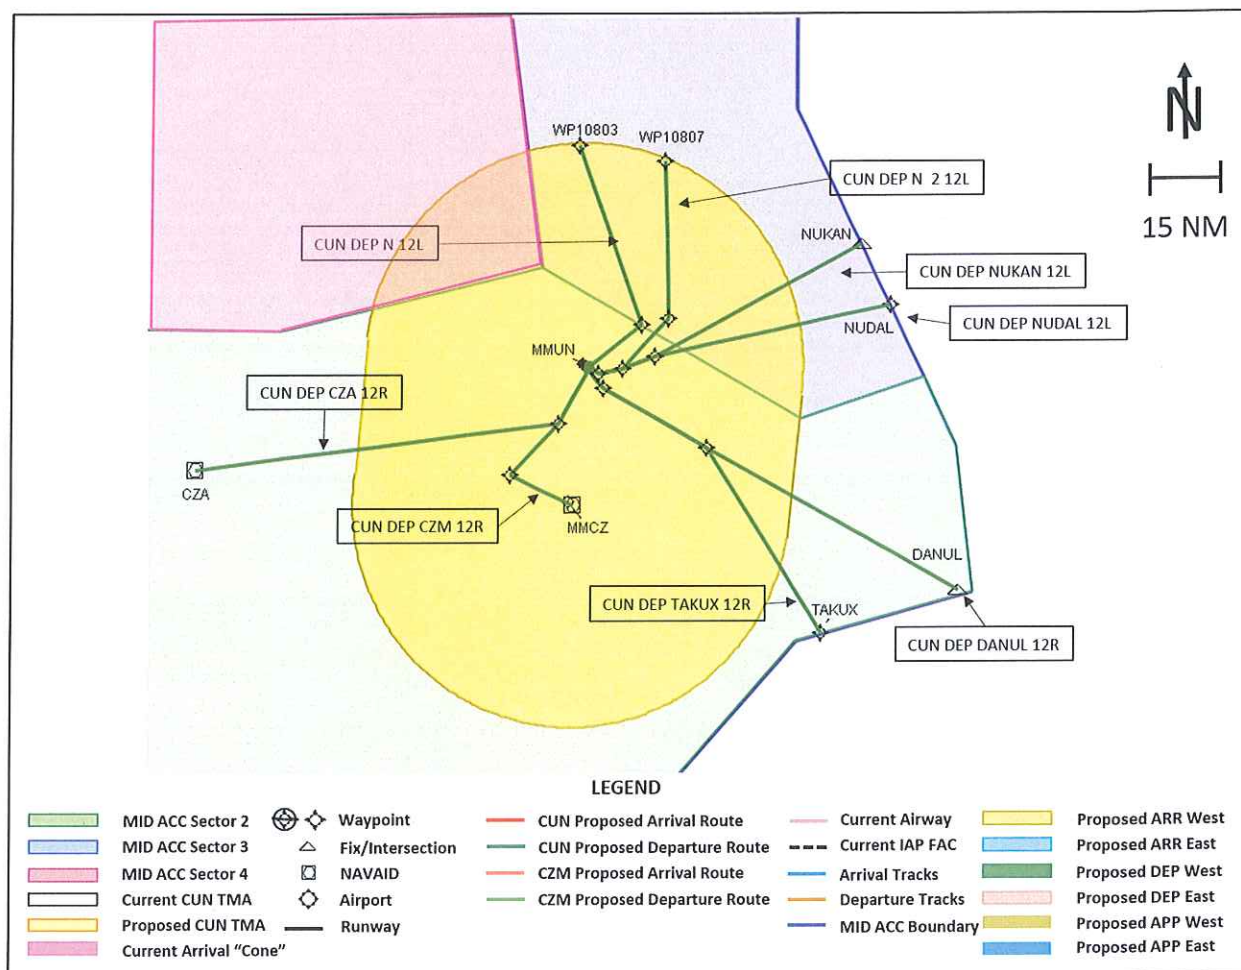 WP10803
WP10807
N
15 NM
CUN DEP N 2 12L
CUN DEP N 12L
NUKAN
CUN DEP NUKAN 12L
NUDAL
CUN DEP NUDAL 12L
MMUN
CUN DEP CZA 12R
CZA
CUN DEP CZM 12R
MMCZ
DANUL
CUN DEP TAKUX 12R
TAKUX
CUN DEP DANUL 12R
LEGEND
MID ACC Sector 2
MID ACC Sector 3
MID ACC Sector 4
Current CUN TMA
Proposed CUN TMA
Current Arrival “Cone”
Waypoint
Fix/Intersection
NAVAID
Airport
Runway
CUN Proposed Arrival Route
CUN Proposed Departure Route
CZM Proposed Arrival Route
CZM Proposed Departure Route
Current Airway
Current IAP FAC
Arrival Tracks
Departure Tracks
MID ACC Boundary
Proposed ARR West
Proposed ARR East
Proposed DEP West
Proposed DEP East
Proposed APP West
Proposed APP East